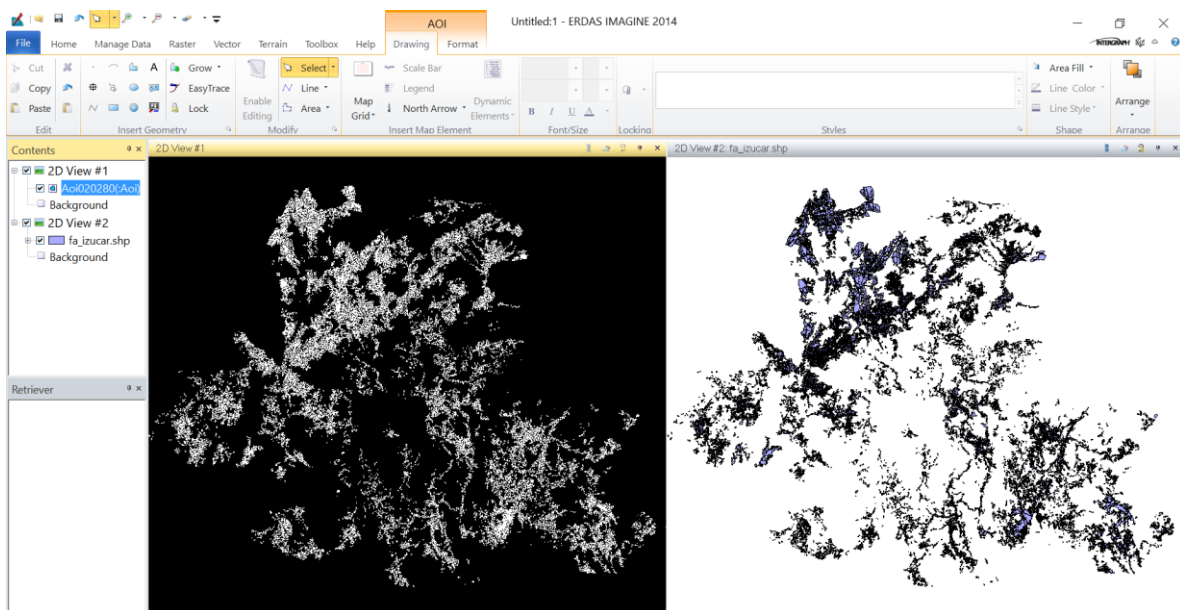 AOI
Untitled:1 - ERDAS IMAGINE 2014
File Home Manage Data Raster Vector Terrain Toolbox Help Drawing Format
INTERGRAPH
Cut A Grow Select Scale Bar Area Fill
Copy EasyTrace Line Legend Line Color
Paste Lock Enable Editing Area Map Grid North Arrow Dynamic Elements B I U A Line Style Arrange
Edit Insert Geometry Modify Insert Map Element Font/Size Locking Styles Shape Arrange
Contents 2D View #1 2D View #2: fa_izucar.shp
2D View #1
Aoi020280(:Aoi)
Background
2D View #2
fa_izucar.shp
Background
Retriever